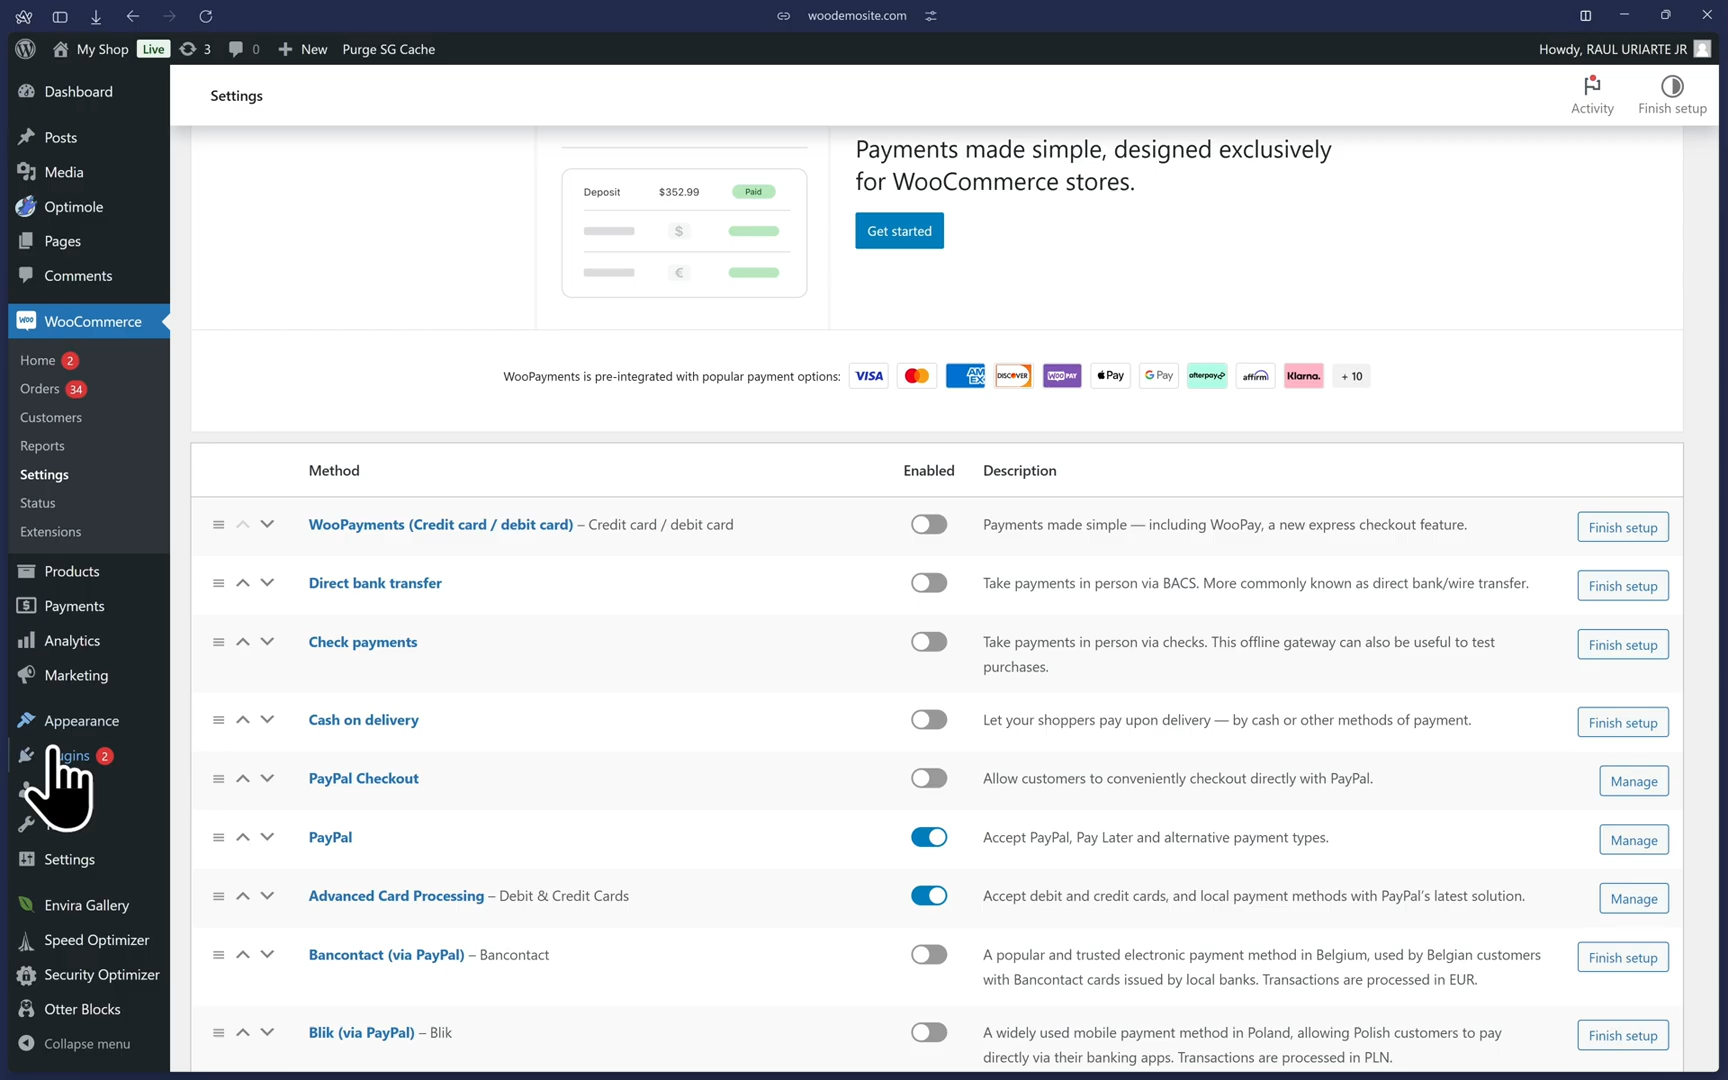 woodemosite.com
My Shop Live 3 0 New Purge SG Cache Howdy, RAUL URIARTE JR
Dashboard
Posts
Media
Optimole
Pages
Comments
Woo WooCommerce
Home 2
Orders 34
Customers
Reports
Settings
Status
Extensions
Products
Payments
Analytics
Marketing
Appearance
ugins 2
Settings
Envira Gallery
Speed Optimizer
Security Optimizer
Otter Blocks
Collapse menu
Settings
Activity
Finish setup
Deposit $352.99 Paid
$
€
Payments made simple, designed exclusively
for WooCommerce stores.
Get started
WooPayments is pre-integrated with popular payment options: VISA AM EX DISCOVER WOO PAY Pay G Pay afterpay affirm Klarna. + 10
Method Enabled Description
WooPayments (Credit card / debit card) – Credit card / debit card Payments made simple — including WooPay, a new express checkout feature. Finish setup
Direct bank transfer Take payments in person via BACS. More commonly known as direct bank/wire transfer. Finish setup
Check payments Take payments in person via checks. This offline gateway can also be useful to test Finish setup
purchases.
Cash on delivery Let your shoppers pay upon delivery — by cash or other methods of payment. Finish setup
PayPal Checkout Allow customers to conveniently checkout directly with PayPal. Manage
PayPal Accept PayPal, Pay Later and alternative payment types. Manage
Advanced Card Processing – Debit & Credit Cards Accept debit and credit cards, and local payment methods with PayPal's latest solution. Manage
Bancontact (via PayPal) – Bancontact A popular and trusted electronic payment method in Belgium, used by Belgian customers Finish setup
with Bancontact cards issued by local banks. Transactions are processed in EUR.
Blik (via PayPal) – Blik A widely used mobile payment method in Poland, allowing Polish customers to pay Finish setup
directly via their banking apps. Transactions are processed in PLN.